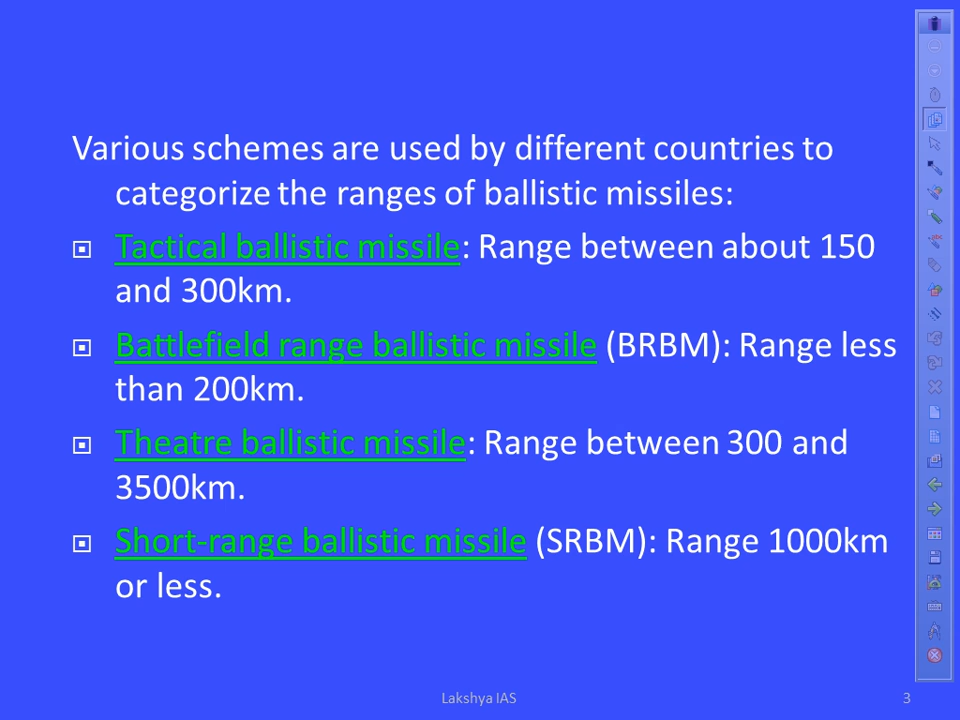 Various schemes are used by different countries to
categorize the ranges of ballistic missiles:
Tactical ballistic missile: Range between about 150
and 300km.
Battlefield range ballistic missile (BRBM): Range less
than 200km.
Theatre ballistic missile: Range between 300 and
3500km.
Short-range ballistic missile (SRBM): Range 1000km
or less.
Lakshya IAS
3